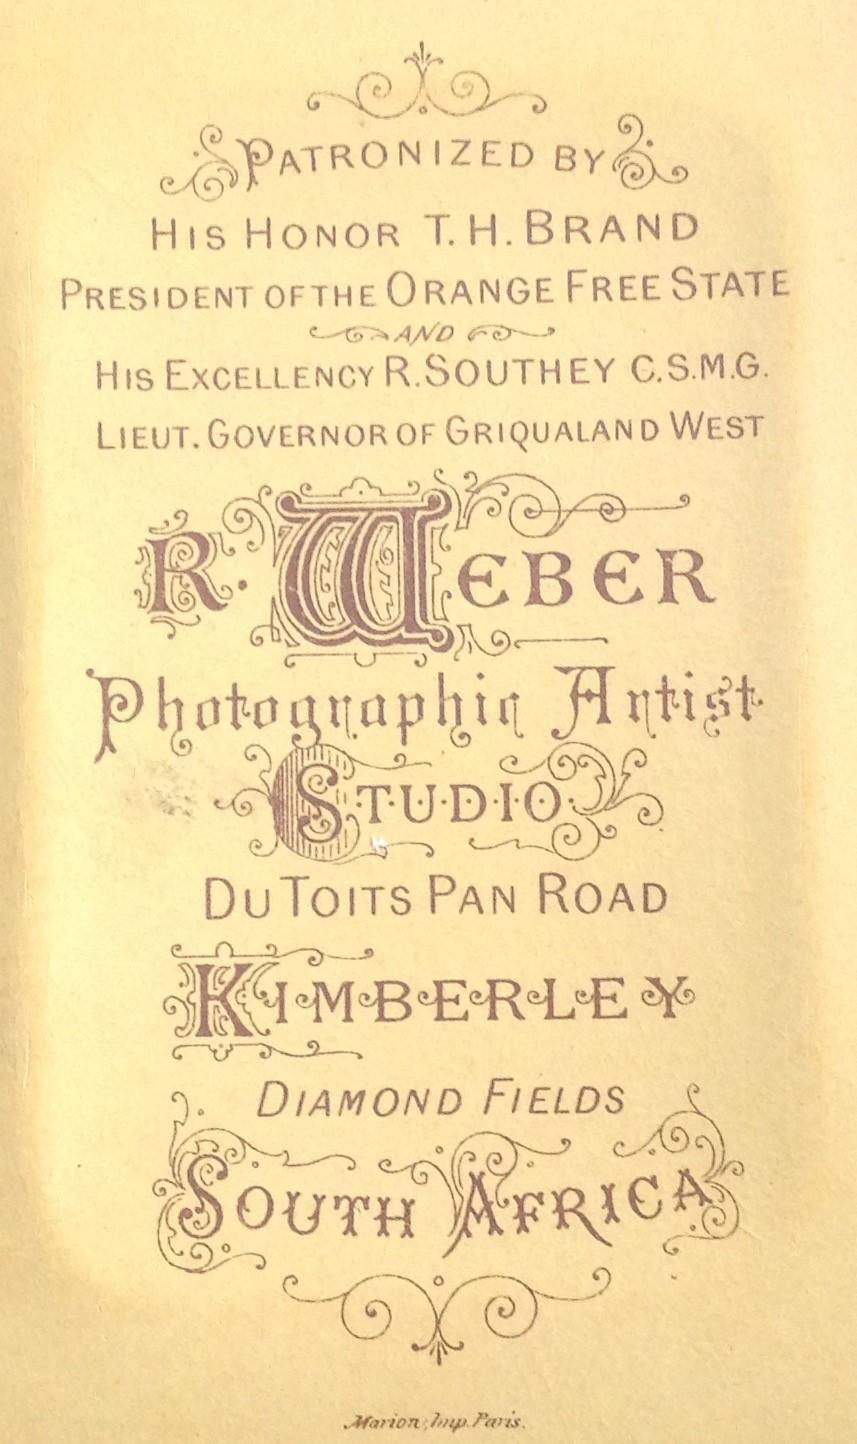 PATRONIZED BY
HIS HONOR T. H. BRAND
PRESIDENT OF THE ORANGE FREE STATE
AND
HIS EXCELLENCY R. SOUTHEY C.S.M.G.
LIEUT. GOVERNOR OF GRIQUALAND WEST
R. WEBER
Photographic Artist
STUDIO
DU TOITS PAN ROAD
KIMBERLEY
DIAMOND FIELDS
SOUTH AFRICA
Marion, Imp. Paris.